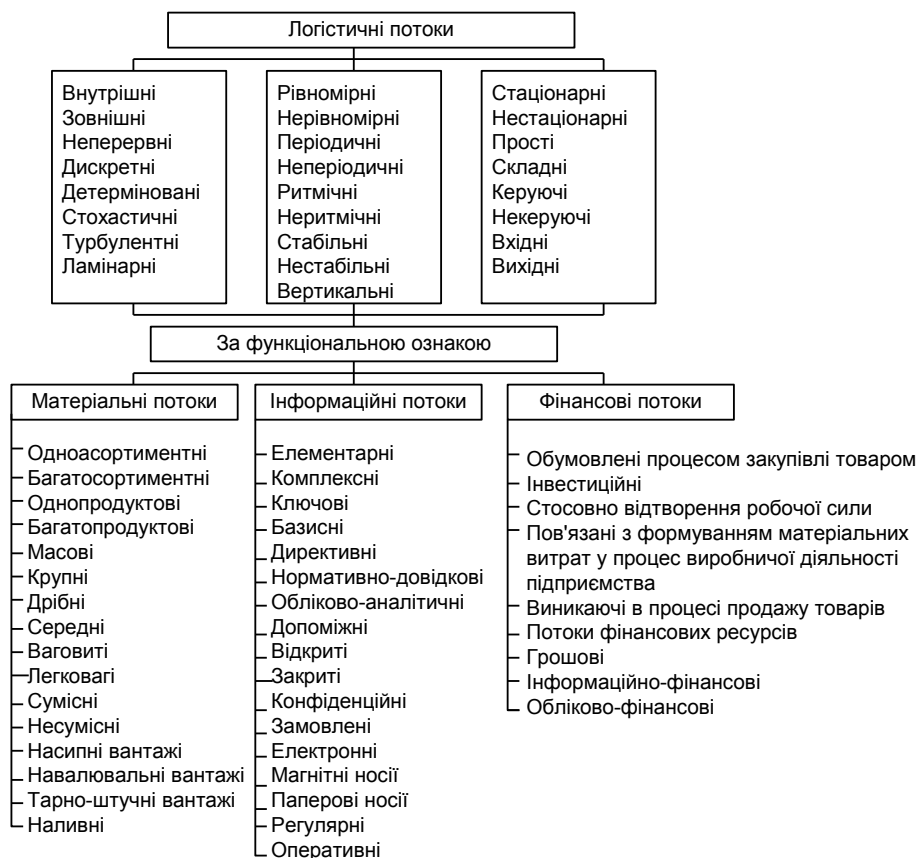 Логістичні потоки
Внутрішні
Зовнішні
Неперервні
Дискретні
Детерміновані
Стохастичні
Турбулентні
Ламінарні
Рівномірні
Нерівномірні
Періодичні
Неперіодичні
Ритмічні
Неритмічні
Стабільні
Нестабільні
Вертикальні
Стаціонарні
Нестаціонарні
Прості
Складні
Керуючі
Некеруючі
Вхідні
Вихідні
За функціональною ознакою
Матеріальні потоки
Одноасортиментні
Багатосортиментні
Однопродуктові
Багатопродуктові
Масові
Крупні
Дрібні
Середні
Ваговиті
Легковагі
Сумісні
Несумісні
Насипні вантажі
Навалювальні вантажі
Тарно-штучні вантажі
Наливні
Інформаційні потоки
Елементарні
Комплексні
Ключові
Базисні
Директивні
Нормативно-довідкові
Обліково-аналітичні
Допоміжні
Відкриті
Закриті
Конфіденційні
Замовлені
Електронні
Магнітні носії
Паперові носії
Регулярні
Оперативні
Фінансові потоки
Обумовлені процесом закупівлі товаром
Інвестиційні
Стосовно відтворення робочої сили
Пов'язані з формуванням матеріальних
витрат у процес виробничої діяльності
підприємства
Виникаючі в процесі продажу товарів
Потоки фінансових ресурсів
Грошові
Інформаційно-фінансові
Обліково-фінансові